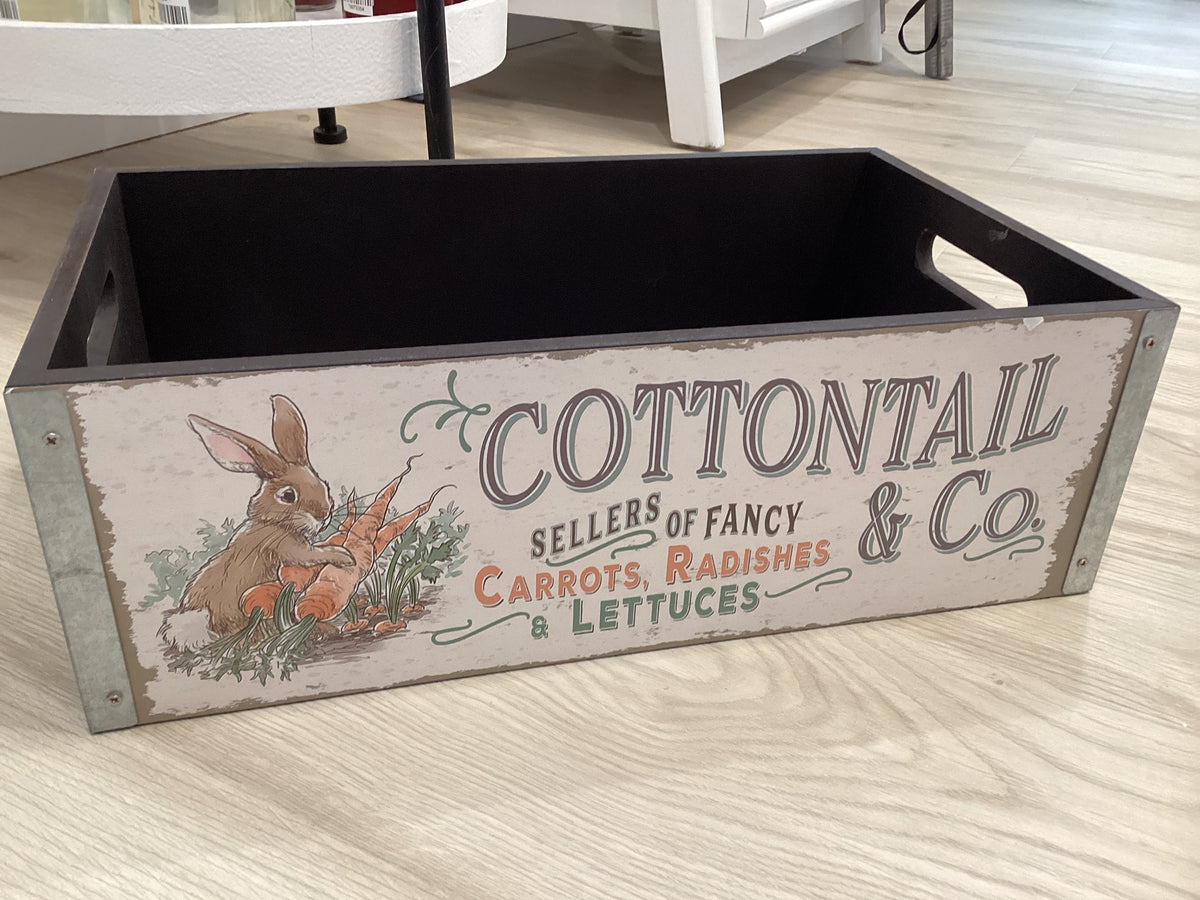 COTTONTAIL
& Co.
SELLERS OF FANCY
CARROTS, RADISHES
& LETTUCES